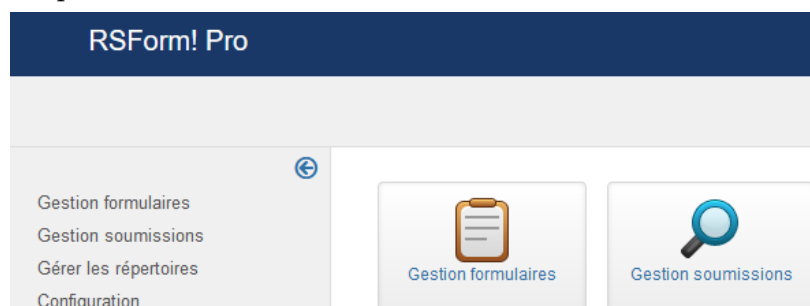 RSForm! Pro
Gestion formulaires
Gestion soumissions
Gérer les répertoires
Configuration
Gestion formulaires
Gestion soumissions